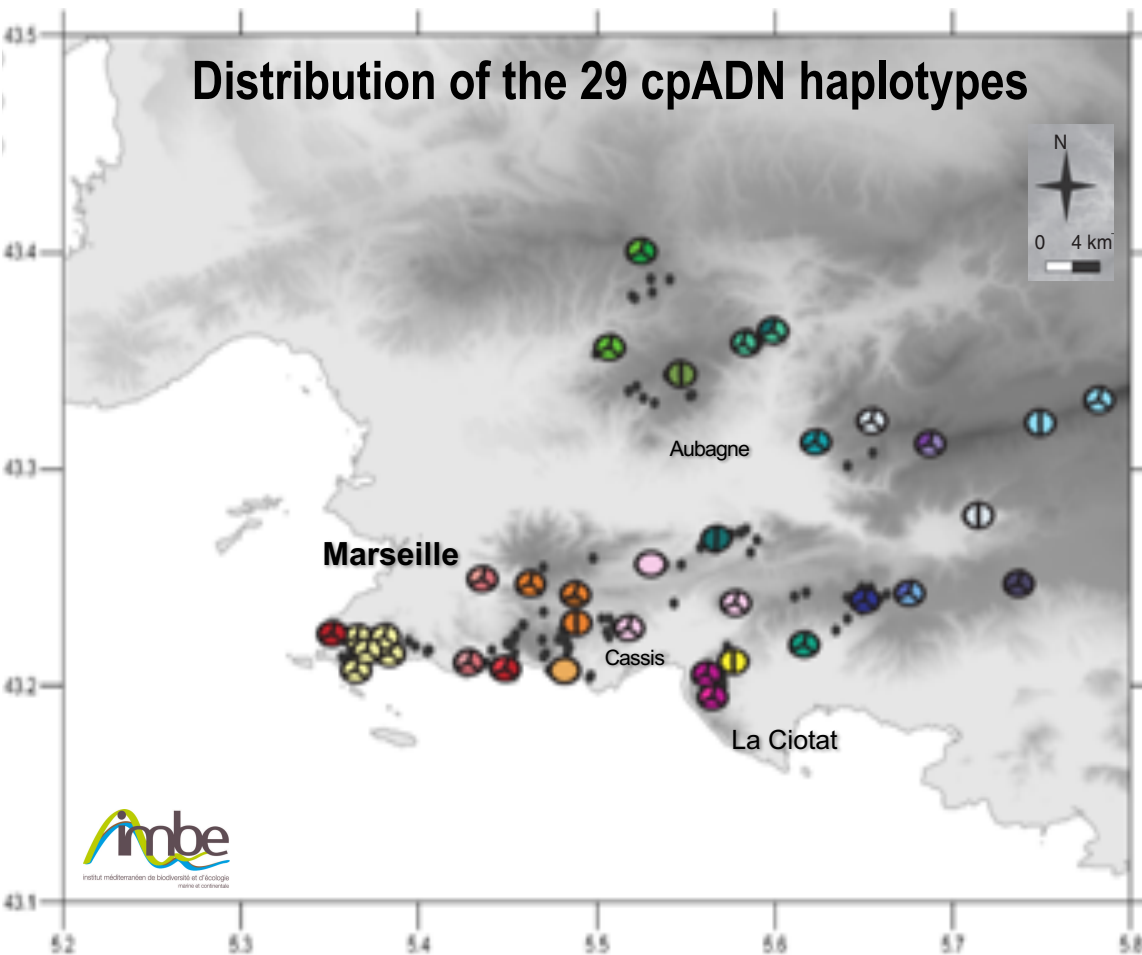 43.5
Distribution of the 29 cpADN haplotypes
N
0 4 km
43.4
Aubagne
43.3
Marseille
Cassis
43.2
La Ciotat
imbe
institut méditerranéen de biodiversité et d'écologie
marine et continentale
43.1
5.2 5.3 5.4 5.5 5.6 5.7 5.8